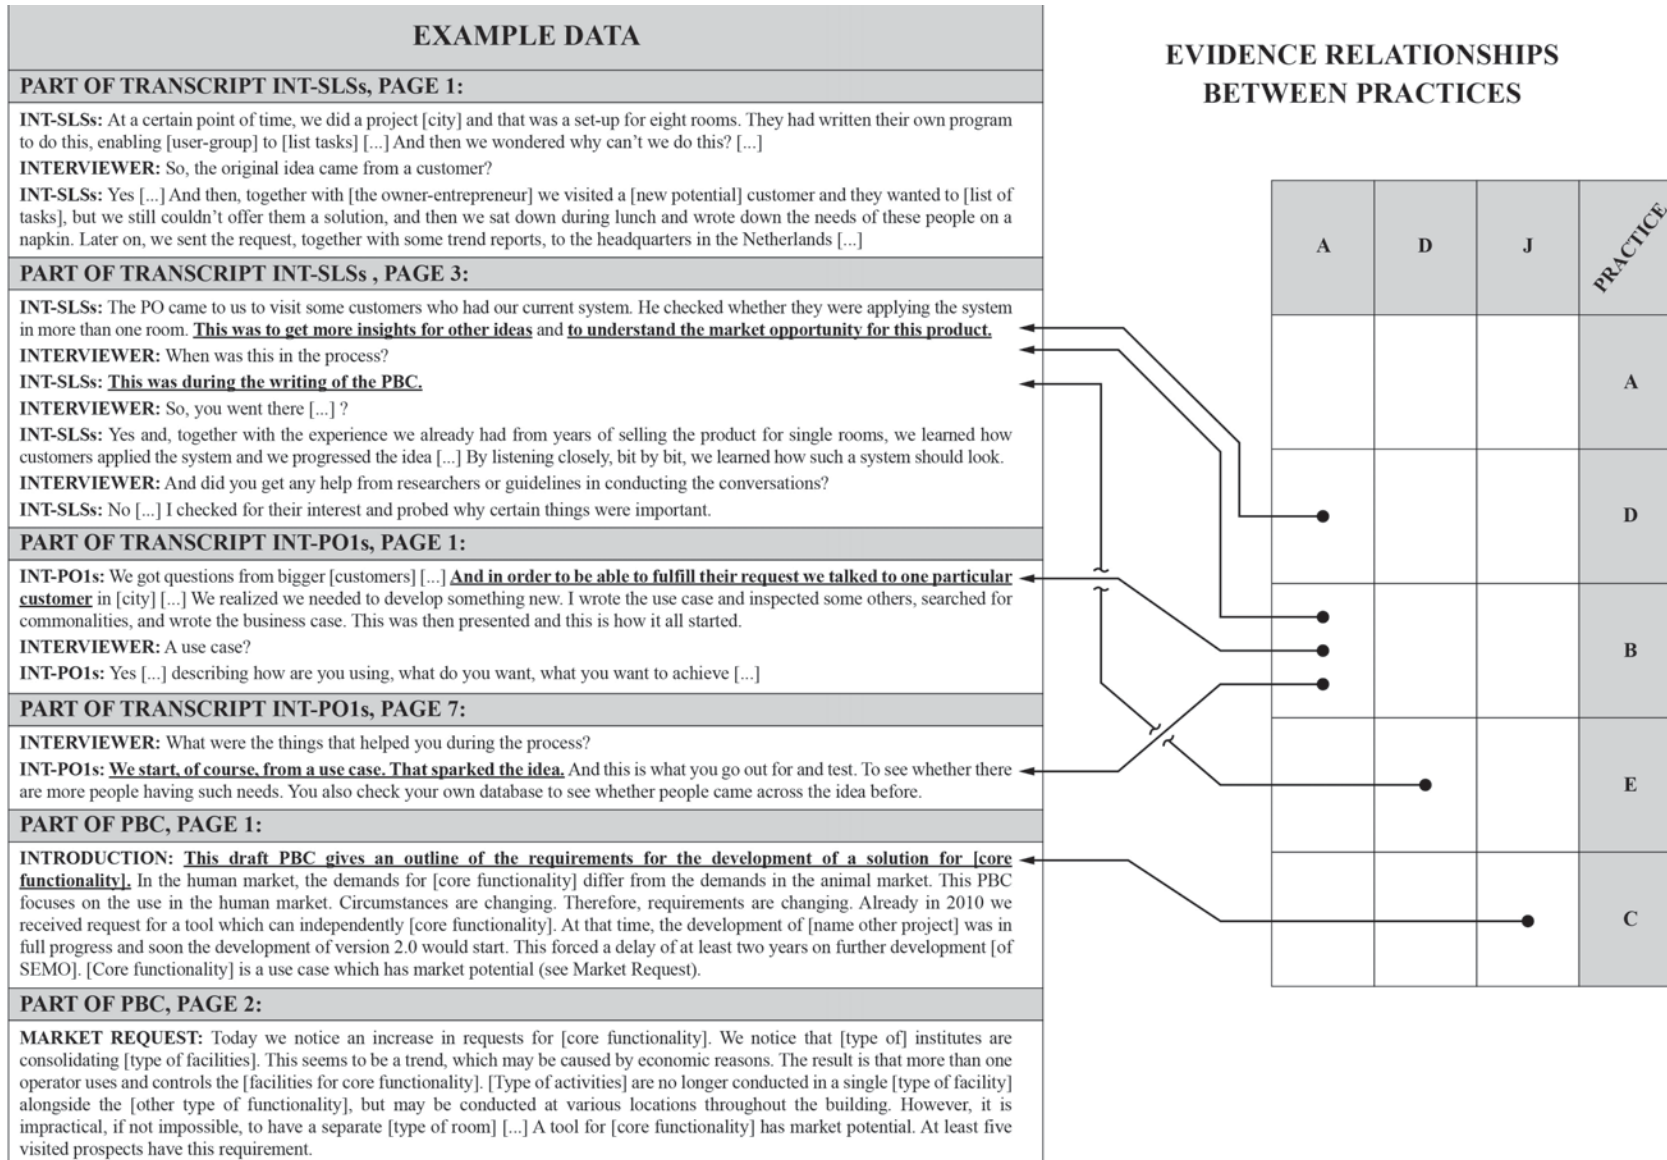 EXAMPLE DATA
PART OF TRANSCRIPT INT-SLSs, PAGE 1:
INT-SLSs: At a certain point of time, we did a project [city] and that was a set-up for eight rooms. They had written their own program
to do this, enabling [user-group] to [list tasks] [...] And then we wondered why can’t we do this? [...]
INTERVIEWER: So, the original idea came from a customer?
INT-SLSs: Yes [...] And then, together with [the owner-entrepreneur] we visited a [new potential] customer and they wanted to [list of
tasks], but we still couldn’t offer them a solution, and then we sat down during lunch and wrote down the needs of these people on a
napkin. Later on, we sent the request, together with some trend reports, to the headquarters in the Netherlands [...]
PART OF TRANSCRIPT INT-SLSs , PAGE 3:
INT-SLSs: The PO came to us to visit some customers who had our current system. He checked whether they were applying the system
in more than one room. This was to get more insights for other ideas and to understand the market opportunity for this product.
INTERVIEWER: When was this in the process?
INT-SLSs: This was during the writing of the PBC.
INTERVIEWER: So, you went there [...] ?
INT-SLSs: Yes and, together with the experience we already had from years of selling the product for single rooms, we learned how
customers applied the system and we progressed the idea [...] By listening closely, bit by bit, we learned how such a system should look.
INTERVIEWER: And did you get any help from researchers or guidelines in conducting the conversations?
INT-SLSs: No [...] I checked for their interest and probed why certain things were important.
PART OF TRANSCRIPT INT-PO1s, PAGE 1:
INT-PO1s: We got questions from bigger [customers] [...] And in order to be able to fulfill their request we talked to one particular
customer in [city] [...] We realized we needed to develop something new. I wrote the use case and inspected some others, searched for
commonalities, and wrote the business case. This was then presented and this is how it all started.
INTERVIEWER: A use case?
INT-PO1s: Yes [...] describing how are you using, what do you want, what you want to achieve [...]
PART OF TRANSCRIPT INT-PO1s, PAGE 7:
INTERVIEWER: What were the things that helped you during the process?
INT-PO1s: We start, of course, from a use case. That sparked the idea. And this is what you go out for and test. To see whether there
are more people having such needs. You also check your own database to see whether people came across the idea before.
PART OF PBC, PAGE 1:
INTRODUCTION: This draft PBC gives an outline of the requirements for the development of a solution for [core
functionality]. In the human market, the demands for [core functionality] differ from the demands in the animal market. This PBC
focuses on the use in the human market. Circumstances are changing. Therefore, requirements are changing. Already in 2010 we
received request for a tool which can independently [core functionality]. At that time, the development of [name other project] was in
full progress and soon the development of version 2.0 would start. This forced a delay of at least two years on further development [of
SEMO]. [Core functionality] is a use case which has market potential (see Market Request).
PART OF PBC, PAGE 2:
MARKET REQUEST: Today we notice an increase in requests for [core functionality]. We notice that [type of] institutes are
consolidating [type of facilities]. This seems to be a trend, which may be caused by economic reasons. The result is that more than one
operator uses and controls the [facilities for core functionality]. [Type of activities] are no longer conducted in a single [type of facility]
alongside the [other type of functionality], but may be conducted at various locations throughout the building. However, it is
impractical, if not impossible, to have a separate [type of room] [...] A tool for [core functionality] has market potential. At least five
visited prospects have this requirement.
EVIDENCE RELATIONSHIPS
BETWEEN PRACTICES
A D J PRACTICE
A
D
B
E
C